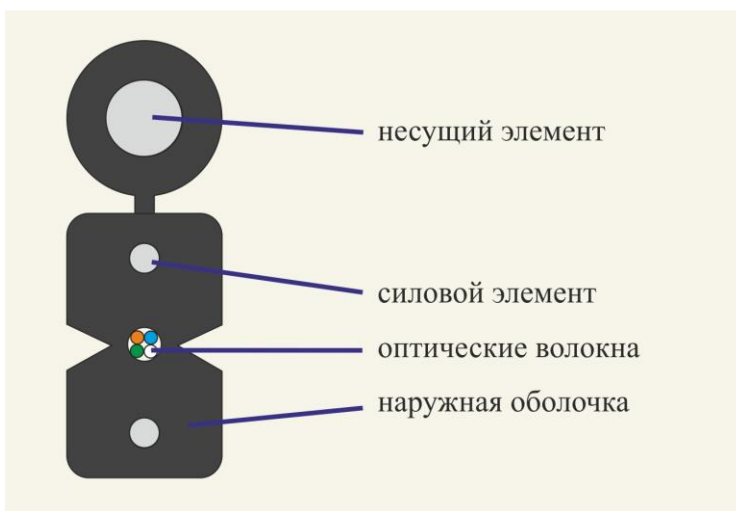 несущий элемент
силовой элемент
оптические волокна
наружная оболочка